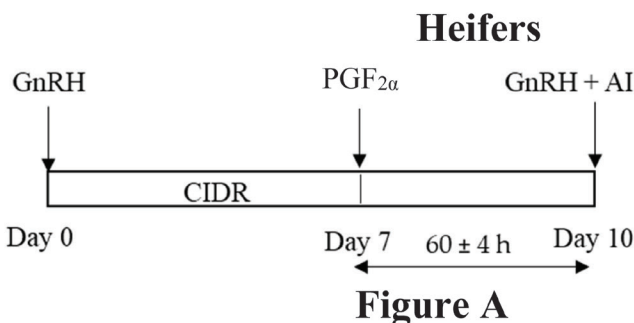 Heifers
GnRH PGF2α GnRH + AI
CIDR
Day 0 Day 7 60 ± 4 h Day 10
Figure A